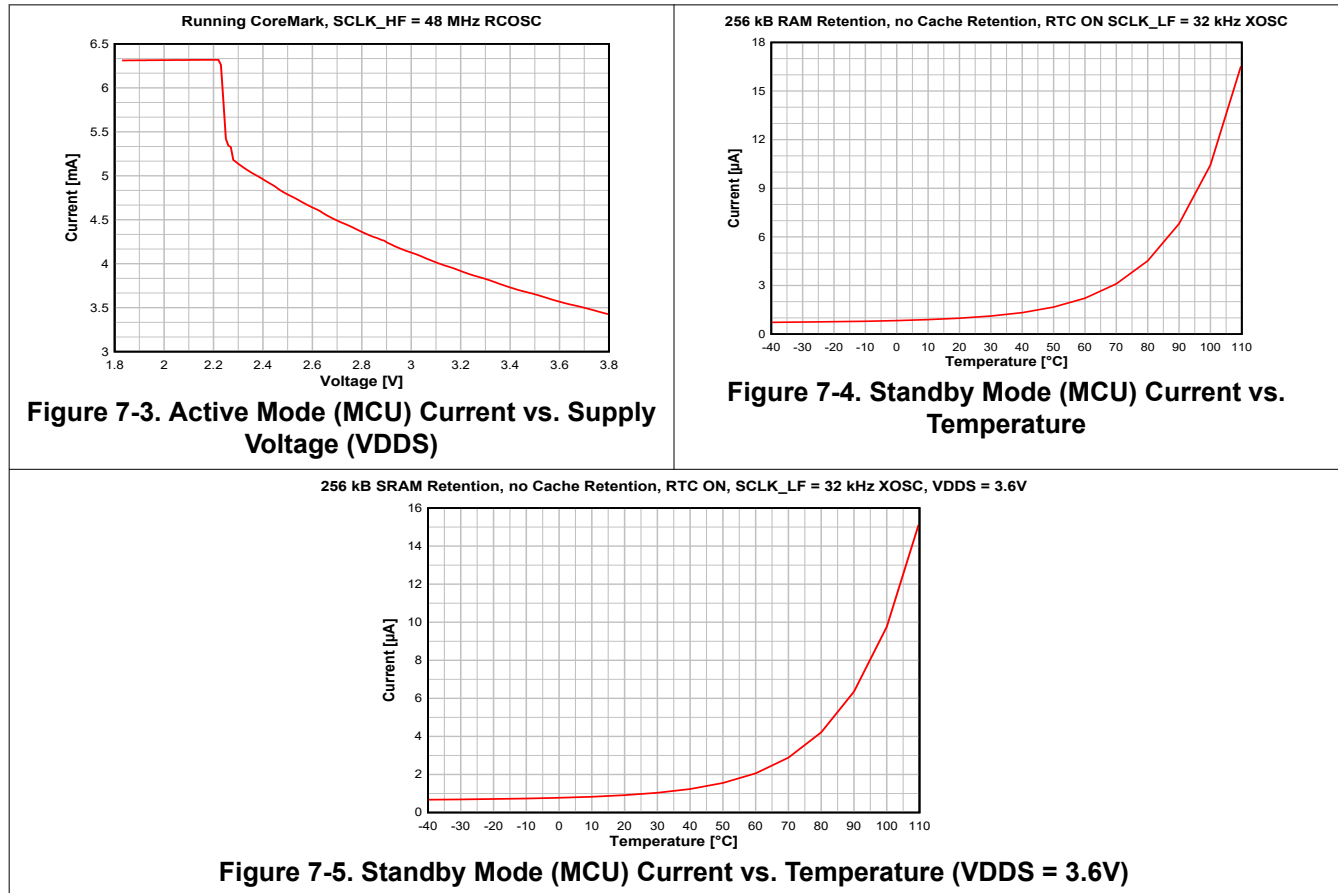 Running CoreMark, SCLK_HF = 48 MHz RCOSC
6.5
6
5.5
5
4.5
4
3.5
3
Current [mA]
1.8 2 2.2 2.4 2.6 2.8 3 3.2 3.4 3.6 3.8
Voltage [V]
Figure 7-3. Active Mode (MCU) Current vs. Supply
Voltage (VDDS)
256 kB RAM Retention, no Cache Retention, RTC ON SCLK_LF = 32 kHz XOSC
18
15
12
9
6
3
0
Current [µA]
-40 -30 -20 -10 0 10 20 30 40 50 60 70 80 90 100 110
Temperature [°C]
Figure 7-4. Standby Mode (MCU) Current vs.
Temperature
256 kB SRAM Retention, no Cache Retention, RTC ON, SCLK_LF = 32 kHz XOSC, VDDS = 3.6V
16
14
12
10
8
6
4
2
0
Current [µA]
-40 -30 -20 -10 0 10 20 30 40 50 60 70 80 90 100 110
Temperature [°C]
Figure 7-5. Standby Mode (MCU) Current vs. Temperature (VDDS = 3.6V)